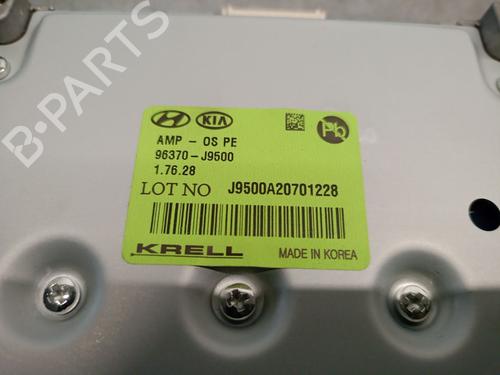 B-PARTS
KIA
Pb
AMP - OS PE
96370-J9500
1.76.28
LOT NO J9500A20701228
KRELL MADE IN KOREA